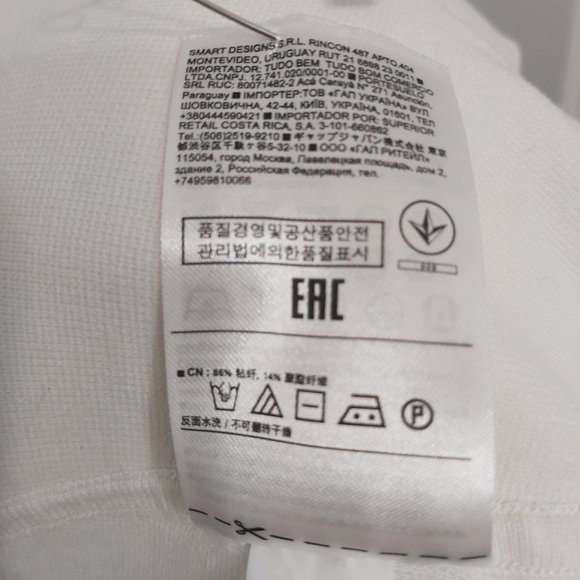 SMART DESIGNS S.R.L. RINCON 487 APTO.404
MONTEVIDEO, URUGUAY RUT 21 6898 23 0011 ■
IMPORTADOR: TUDO BEM TUDO BOM COMERCIO
LTDA.CNPJ. 12.741.020/0001-00 ■ PORTESUELO
SRL RUC: 80071482-2 Acá Carayá N° 271 Asunción,
Paraguay ■ ІМПОРТЕР:ТОВ «ГАП УКРАЇНА» ВУЛ
ШОВКОВИЧНА, 42-44, КИЇВ, УКРАЇНА, 01601, ТЕЛ
+380444590421 ■ IMPORTADO POR: SUPERIOR
RETAIL COSTA RICA, S.A. 3-101-660862
Tel:(506)2519-9210 ■ ギャップジャパン株式会社 東京
都渋谷区千駄ヶ谷5-32-10 ■ ООО «ГАП РИТЕЙЛ»
115054, город Москва, Павелецкая площадь, дом 2,
здание 2, Российская Федерация, тел.
+74959810066
품질경영및공산품안전
관리법에의한품질표시
EAC
■ CN : 86% 粘纤, 14% 聚酯纤维
P
反面水洗 / 不可翻转干燥